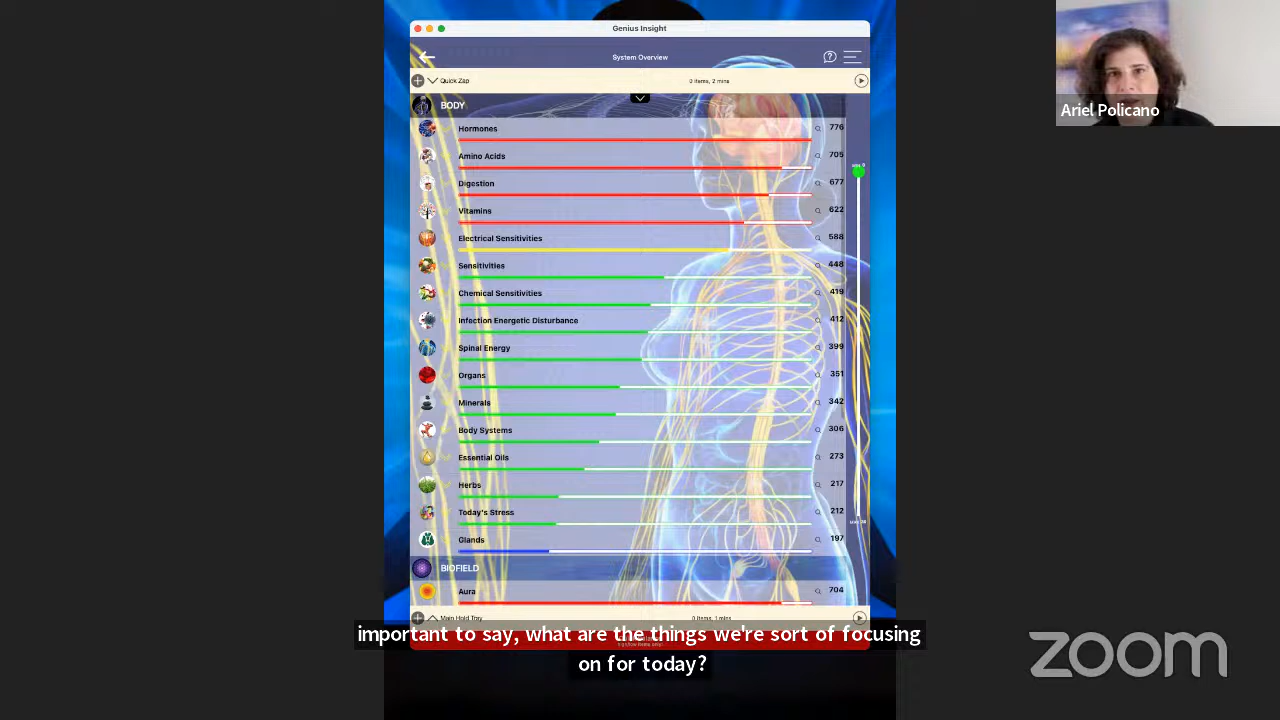 Genius Insight
System Overview
Quick Zap
0 items, 2 mins
BODY
Hormones 776
Amino Acids 705
Digestion 677
Vitamins 622
Electrical Sensitivities 588
Sensitivities 448
Chemical Sensitivities 419
Infection Energetic Disturbance 412
Spinal Energy 399
Organs 351
Minerals 342
Body Systems 306
Essential Oils 273
Herbs 217
Today's Stress 212
Glands 197
BIOFIELD
Aura 704
Main Hold Tray
0 items, 1 mins
important to say, what are the things we're sort of focusing
on for today?
Ariel Policano
zoom